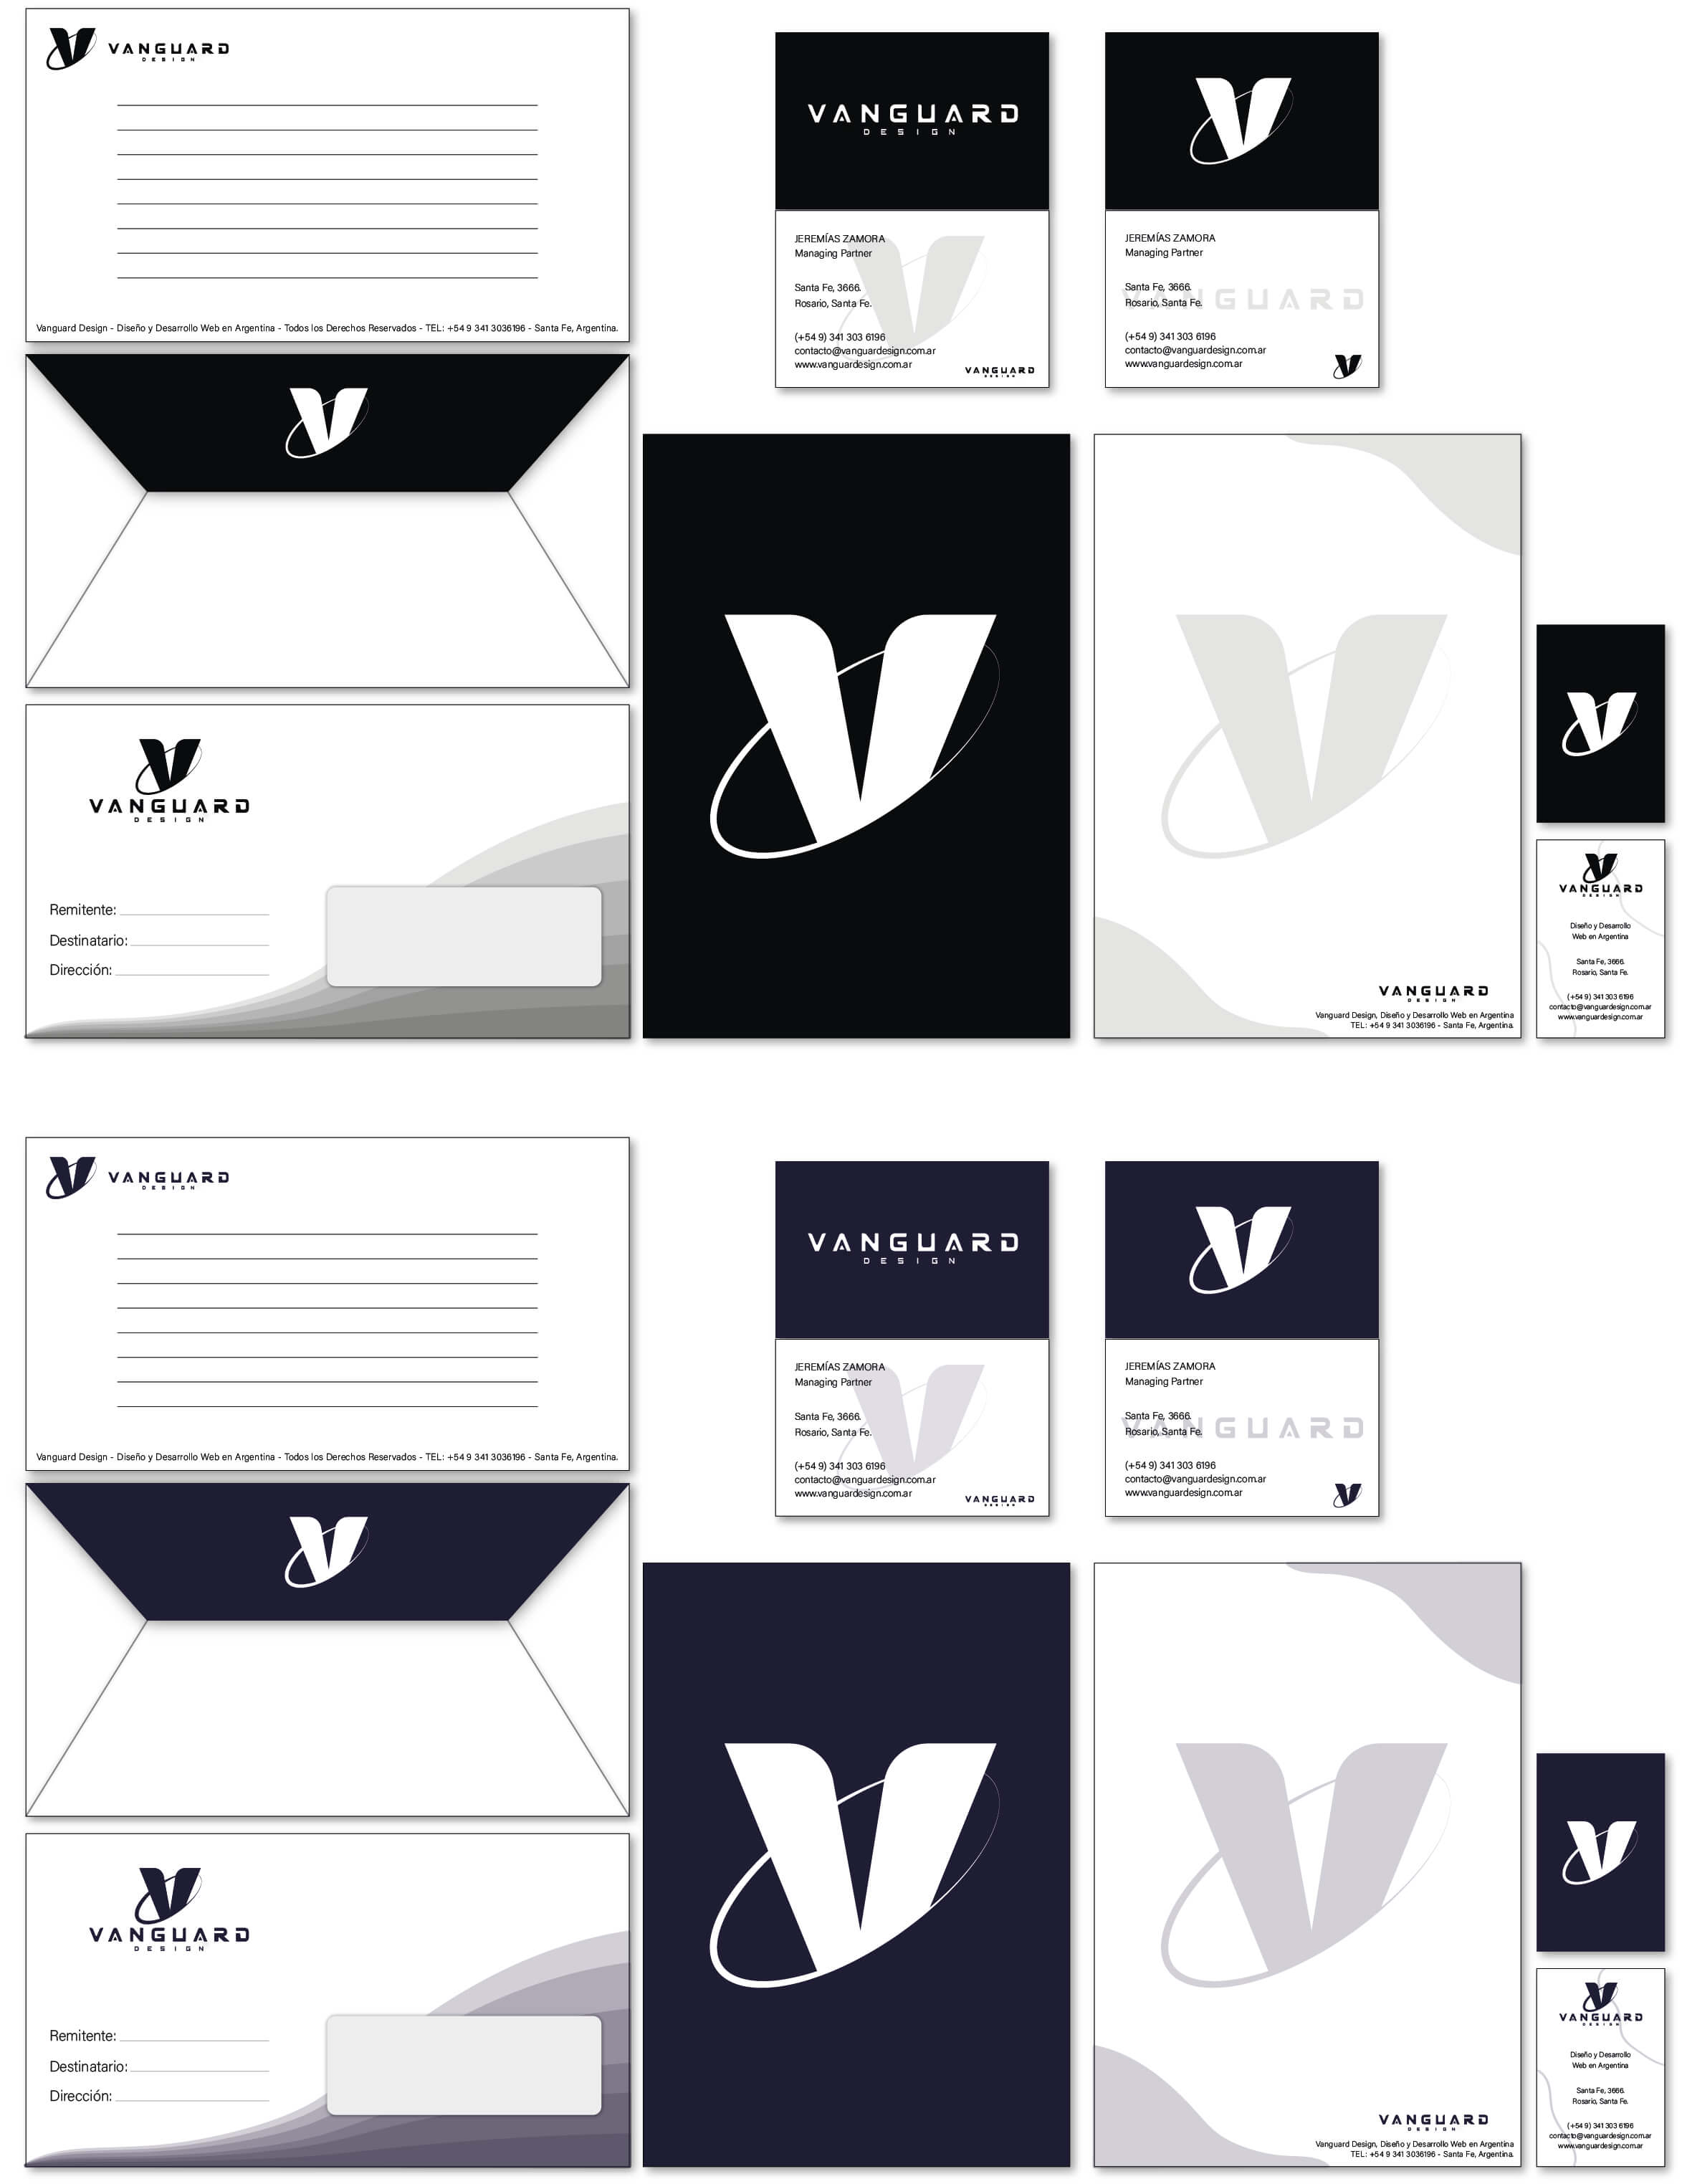 VANGUARD
DESIGN
Vanguard Design - Diseño y Desarrollo Web en Argentina - Todos los Derechos Reservados - TEL: +54 9 341 3036196 - Santa Fe, Argentina.
VANGUARD
DESIGN
JEREMÍAS ZAMORA
Managing Partner
Santa Fe, 3666.
Rosario, Santa Fe.
(+54 9) 341 303 6196
contacto@vanguardesign.com.ar
www.vanguardesign.com.ar
VANGUARD
DESIGN
JEREMÍAS ZAMORA
Managing Partner
VANGUARD
Santa Fe, 3666.
Rosario, Santa Fe.
(+54 9) 341 303 6196
contacto@vanguardesign.com.ar
www.vanguardesign.com.ar
VANGUARD
DESIGN
Remitente:
Destinatario:
Dirección:
VANGUARD
DESIGN
Vanguard Design, Diseño y Desarrollo Web en Argentina
TEL: +54 9 341 3036196 - Santa Fe, Argentina.
VANGUARD
DESIGN
Diseño y Desarrollo
Web en Argentina
Santa Fe, 3666.
Rosario, Santa Fe.
(+54 9) 341 303 6196
contacto@vanguardesign.com.ar
www.vanguardesign.com.ar
VANGUARD
DESIGN
Vanguard Design - Diseño y Desarrollo Web en Argentina - Todos los Derechos Reservados - TEL: +54 9 341 3036196 - Santa Fe, Argentina.
VANGUARD
DESIGN
JEREMÍAS ZAMORA
Managing Partner
Santa Fe, 3666.
Rosario, Santa Fe.
(+54 9) 341 303 6196
contacto@vanguardesign.com.ar
www.vanguardesign.com.ar
VANGUARD
DESIGN
JEREMÍAS ZAMORA
Managing Partner
VANGUARD
Santa Fe, 3666.
Rosario, Santa Fe.
(+54 9) 341 303 6196
contacto@vanguardesign.com.ar
www.vanguardesign.com.ar
VANGUARD
DESIGN
Remitente:
Destinatario:
Dirección:
VANGUARD
DESIGN
Vanguard Design, Diseño y Desarrollo Web en Argentina
TEL: +54 9 341 3036196 - Santa Fe, Argentina.
VANGUARD
DESIGN
Diseño y Desarrollo
Web en Argentina
Santa Fe, 3666.
Rosario, Santa Fe.
(+54 9) 341 303 6196
contacto@vanguardesign.com.ar
www.vanguardesign.com.ar